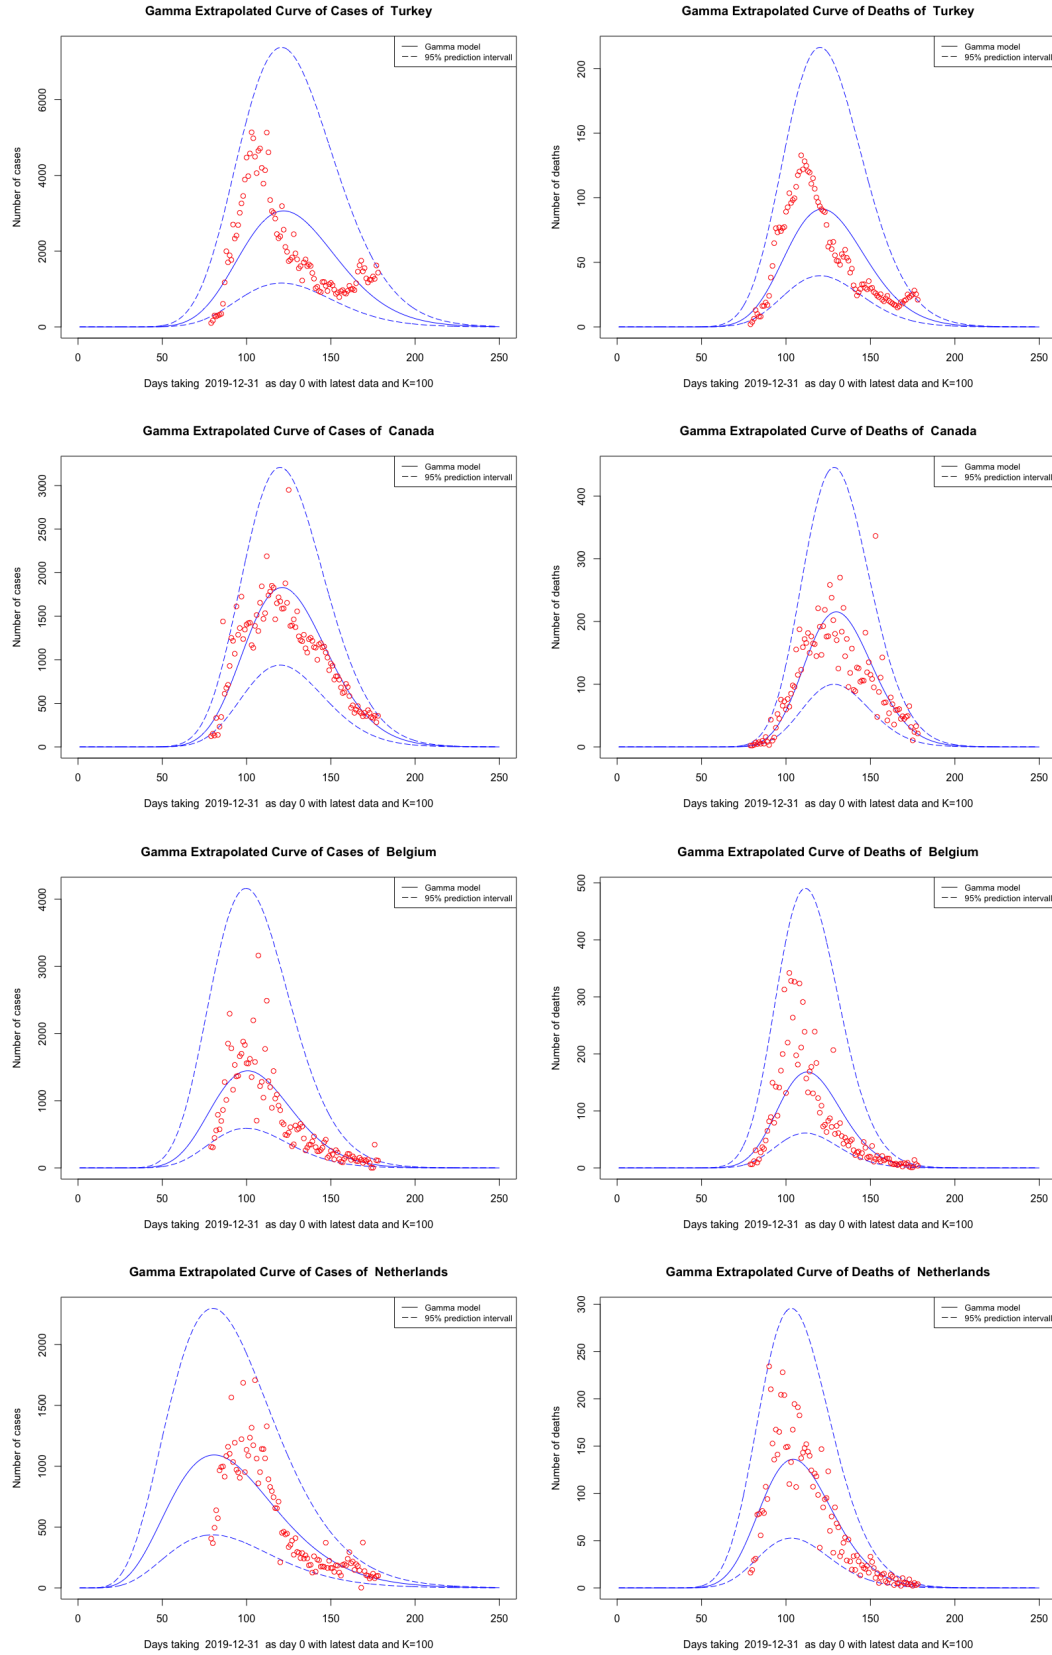 Gamma Extrapolated Curve of Cases of Turkey
Number of cases
6000
4000
2000
0
Gamma model
95% prediction intervall
0 50 100 150 200 250
Days taking 2019-12-31 as day 0 with latest data and K=100
Gamma Extrapolated Curve of Deaths of Turkey
Number of deaths
200
150
100
50
0
Gamma model
95% prediction intervall
0 50 100 150 200 250
Days taking 2019-12-31 as day 0 with latest data and K=100
Gamma Extrapolated Curve of Cases of Canada
Number of cases
3000
2500
2000
1500
1000
500
0
Gamma model
95% prediction intervall
0 50 100 150 200 250
Days taking 2019-12-31 as day 0 with latest data and K=100
Gamma Extrapolated Curve of Deaths of Canada
Number of deaths
400
300
200
100
0
Gamma model
95% prediction intervall
0 50 100 150 200 250
Days taking 2019-12-31 as day 0 with latest data and K=100
Gamma Extrapolated Curve of Cases of Belgium
Number of cases
4000
3000
2000
1000
0
Gamma model
95% prediction intervall
0 50 100 150 200 250
Days taking 2019-12-31 as day 0 with latest data and K=100
Gamma Extrapolated Curve of Deaths of Belgium
Number of deaths
500
400
300
200
100
0
Gamma model
95% prediction intervall
0 50 100 150 200 250
Days taking 2019-12-31 as day 0 with latest data and K=100
Gamma Extrapolated Curve of Cases of Netherlands
Number of cases
2000
1500
1000
500
0
Gamma model
95% prediction intervall
0 50 100 150 200 250
Days taking 2019-12-31 as day 0 with latest data and K=100
Gamma Extrapolated Curve of Deaths of Netherlands
Number of deaths
300
250
200
150
100
50
0
Gamma model
95% prediction intervall
0 50 100 150 200 250
Days taking 2019-12-31 as day 0 with latest data and K=100